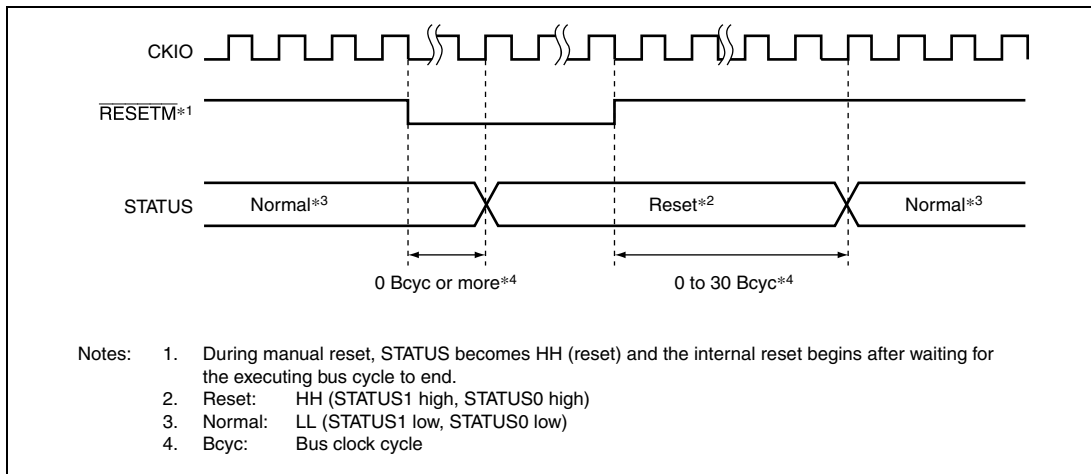 CKIO
RESETM*1
STATUS
Normal*3 Reset*2 Normal*3
0 Bcyc or more*4 0 to 30 Bcyc*4
Notes: 1. During manual reset, STATUS becomes HH (reset) and the internal reset begins after waiting for
the executing bus cycle to end.
2. Reset: HH (STATUS1 high, STATUS0 high)
3. Normal: LL (STATUS1 low, STATUS0 low)
4. Bcyc: Bus clock cycle